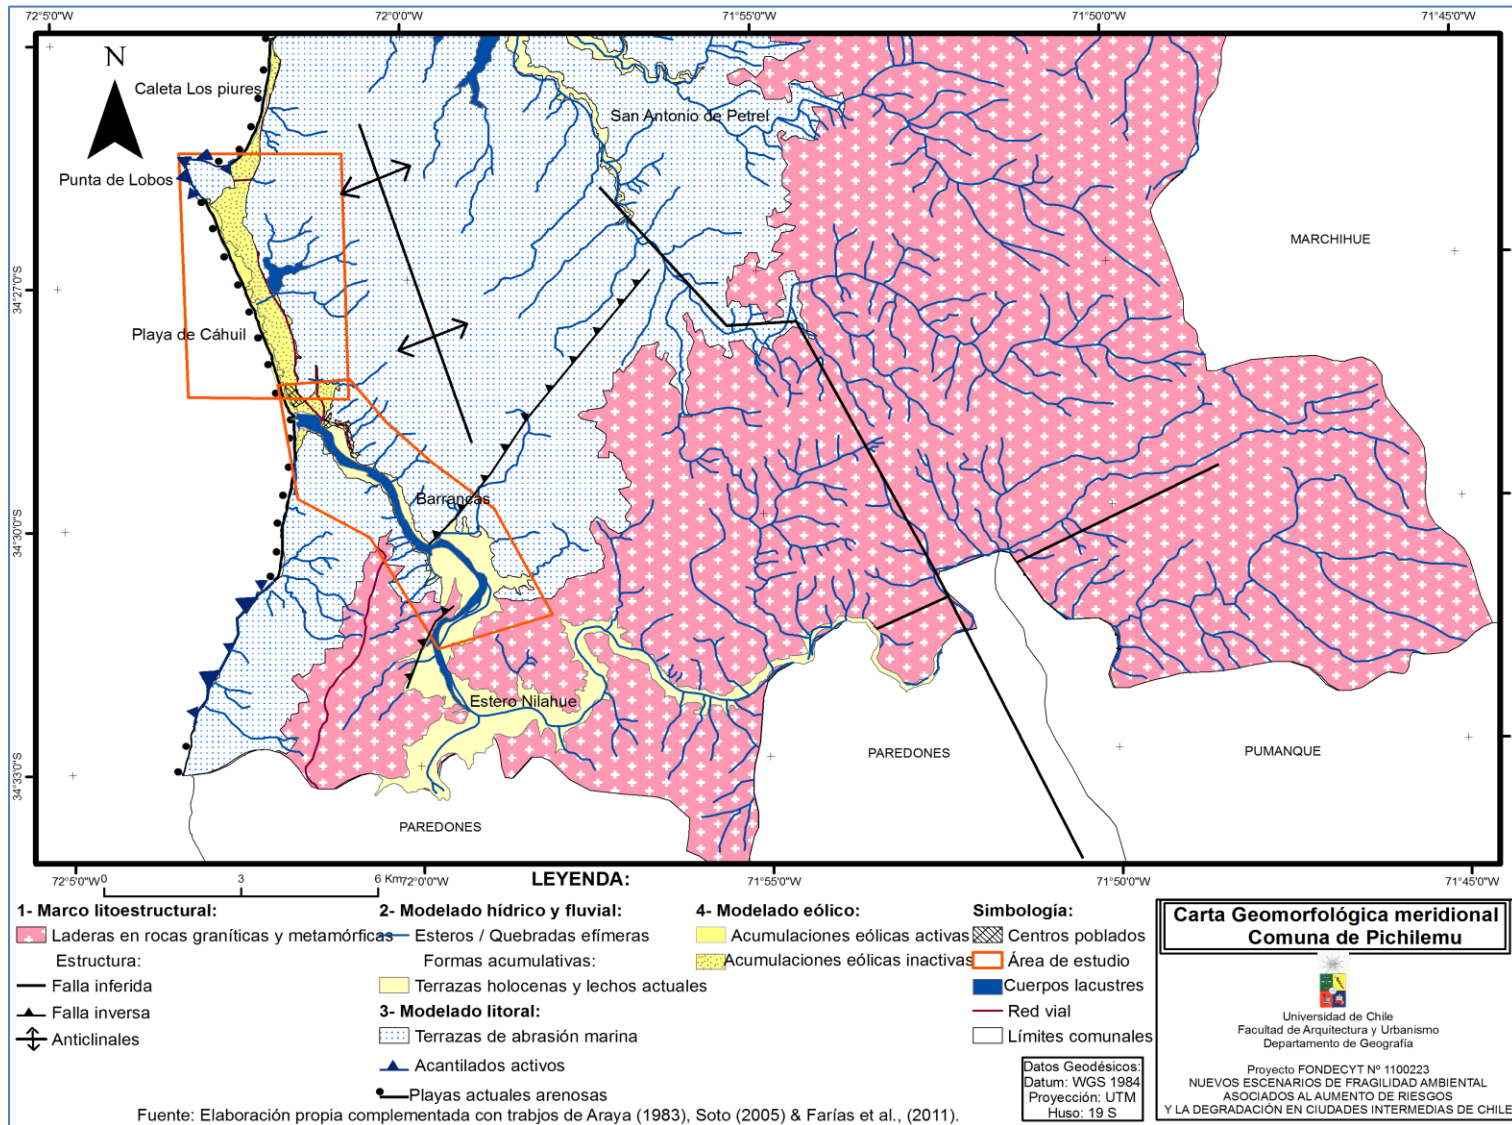 72°5'0"W
72°0'0"W
71°55'0"W
71°50'0"W
71°45'0"W
N
Caleta Los piures
San Antonio de Petrel
Punta de Lobos
MARCHIHUE
34°27'0"S
Playa de Cáhuil
Barrancas
34°30'0"S
Estero Nilahue
PAREDONES
PUMANQUE
34°33'0"S
PAREDONES
72°5'0"W
72°0'0"W
71°55'0"W
71°50'0"W
71°45'0"W
0 3 6 Km
LEYENDA:
1- Marco litoestructural:
Laderas en rocas graníticas y metamórficas
Estructura:
Falla inferida
Falla inversa
Anticlinales
2- Modelado hídrico y fluvial:
Esteros / Quebradas efímeras
Formas acumulativas:
Terrazas holocenas y lechos actuales
3- Modelado litoral:
Terrazas de abrasión marina
Acantilados activos
Playas actuales arenosas
4- Modelado eólico:
Acumulaciones eólicas activas
Acumulaciones eólicas inactivas
Simbología:
Centros poblados
Área de estudio
Cuerpos lacustres
Red vial
Límites comunales
Datos Geodésicos:
Datum: WGS 1984
Proyección: UTM
Huso: 19 S
Carta Geomorfológica meridional
Comuna de Pichilemu
Universidad de Chile
Facultad de Arquitectura y Urbanismo
Departamento de Geografía
Proyecto FONDECYT Nº 1100223
NUEVOS ESCENARIOS DE FRAGILIDAD AMBIENTAL
ASOCIADOS AL AUMENTO DE RIESGOS
Y LA DEGRADACIÓN EN CIUDADES INTERMEDIAS DE CHILE
Fuente: Elaboración propia complementada con trabjos de Araya (1983), Soto (2005) & Farías et al., (2011).